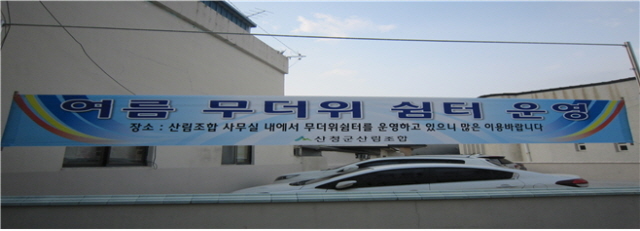 여름 무더위 쉼터 운영
장소 : 산림조합 사무실 내에서 무더위쉼터를 운영하고 있으니 많은 이용바랍니다
산청군산림조합